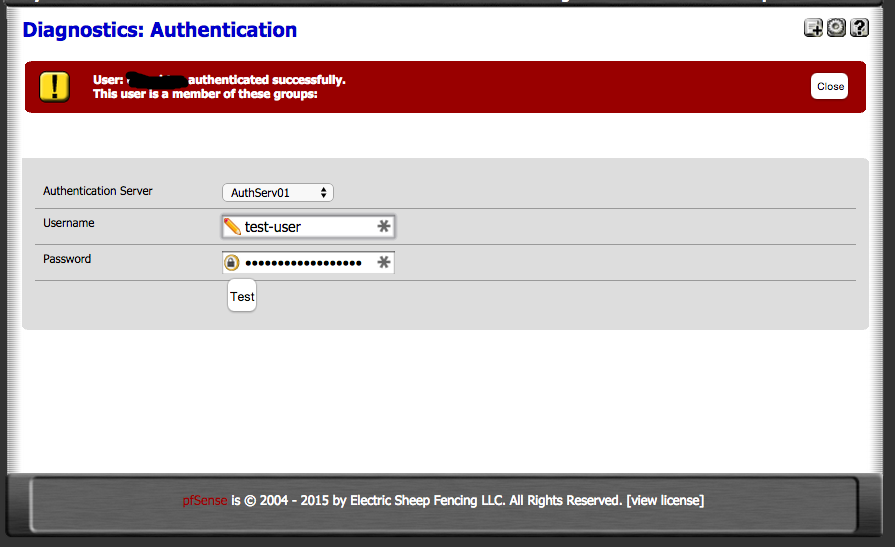 Diagnostics: Authentication
User: authenticated successfully.
This user is a member of these groups:
Close
Authentication Server
AuthServ01
Username
test-user
Password
Test
pfSense is © 2004 - 2015 by Electric Sheep Fencing LLC. All Rights Reserved. [view license]